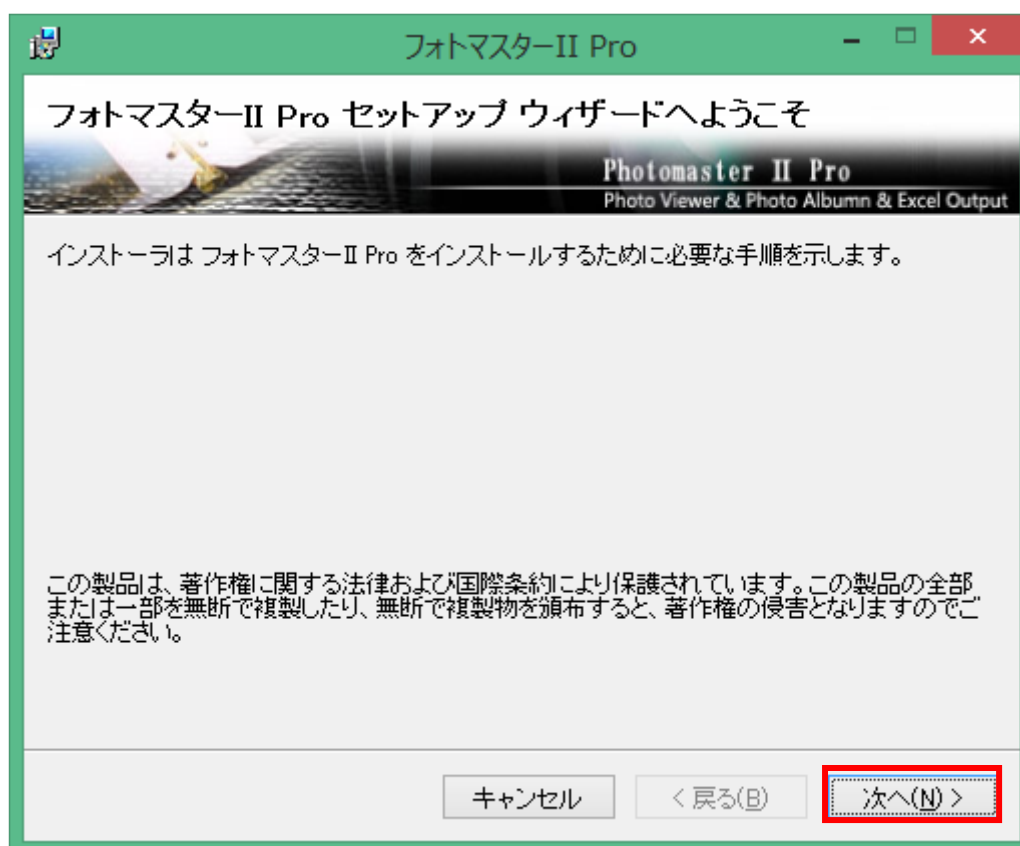 フォトマスターII Pro
フォトマスターII Pro セットアップ ウィザードへようこそ
Photomaster II Pro
Photo Viewer & Photo Albumn & Excel Output
インストーラは フォトマスターII Pro をインストールするために必要な手順を示します。
この製品は、著作権に関する法律および国際条約により保護されています。この製品の全部
または一部を無断で複製したり、無断で複製物を頒布すると、著作権の侵害となりますのでご
注意ください。
キャンセル
< 戻る(B)
次へ(N) >